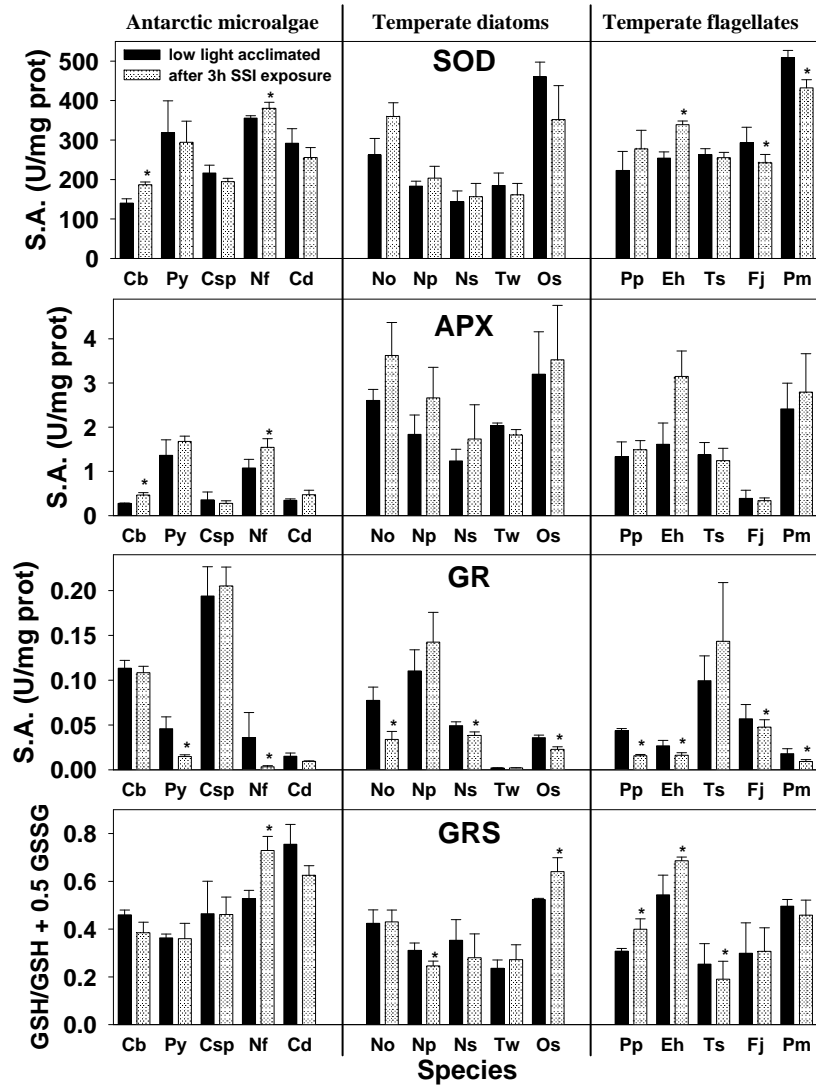 Antarctic microalgae Temperate diatoms Temperate flagellates
low light acclimated
after 3h SSI exposure
SOD
S.A. (U/mg prot)
500
400
300
200
100
0
* * * * *
Cb Py Csp Nf Cd No Np Ns Tw Os Pp Eh Ts Fj Pm
APX
S.A. (U/mg prot)
4
3
2
1
0
* *
Cb Py Csp Nf Cd No Np Ns Tw Os Pp Eh Ts Fj Pm
GR
S.A. (U/mg prot)
0.20
0.15
0.10
0.05
0.00
* * * * * * * * *
Cb Py Csp Nf Cd No Np Ns Tw Os Pp Eh Ts Fj Pm
GRS
GSH/GSH + 0.5 GSSG
0.8
0.6
0.4
0.2
0.0
* * * * * *
Cb Py Csp Nf Cd No Np Ns Tw Os Pp Eh Ts Fj Pm
Species